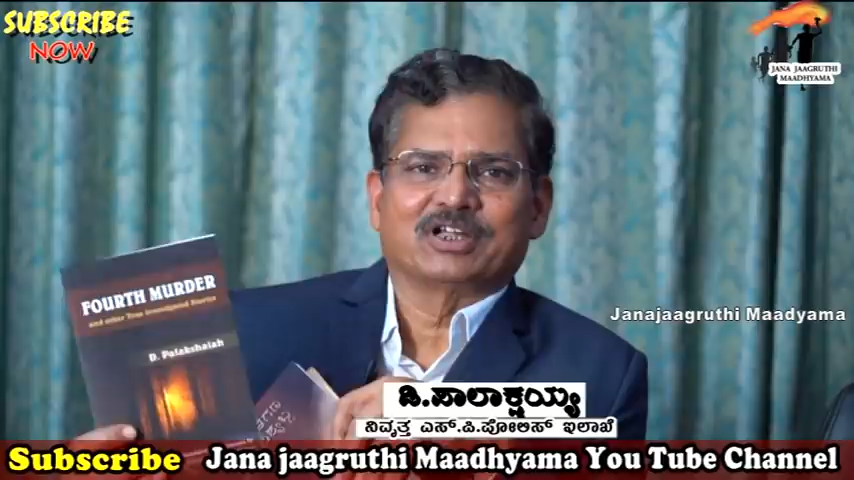 SUBSCRIBE
NOW
JANA JAAGRUTHI
MAADHYAMA
FOURTH MURDER
and other True Investigated Stories
D. Palakshaiah
Janajaagruthi Maadyama
ಡಿ.ಪಾಲಾಕ್ಷಯ್ಯ
ನಿವೃತ್ತ ಎಸ್.ಪಿ.ಪೋಲಿಸ್ ಇಲಾಖೆ
Subscribe Jana jaagruthi Maadhyama You Tube Channel